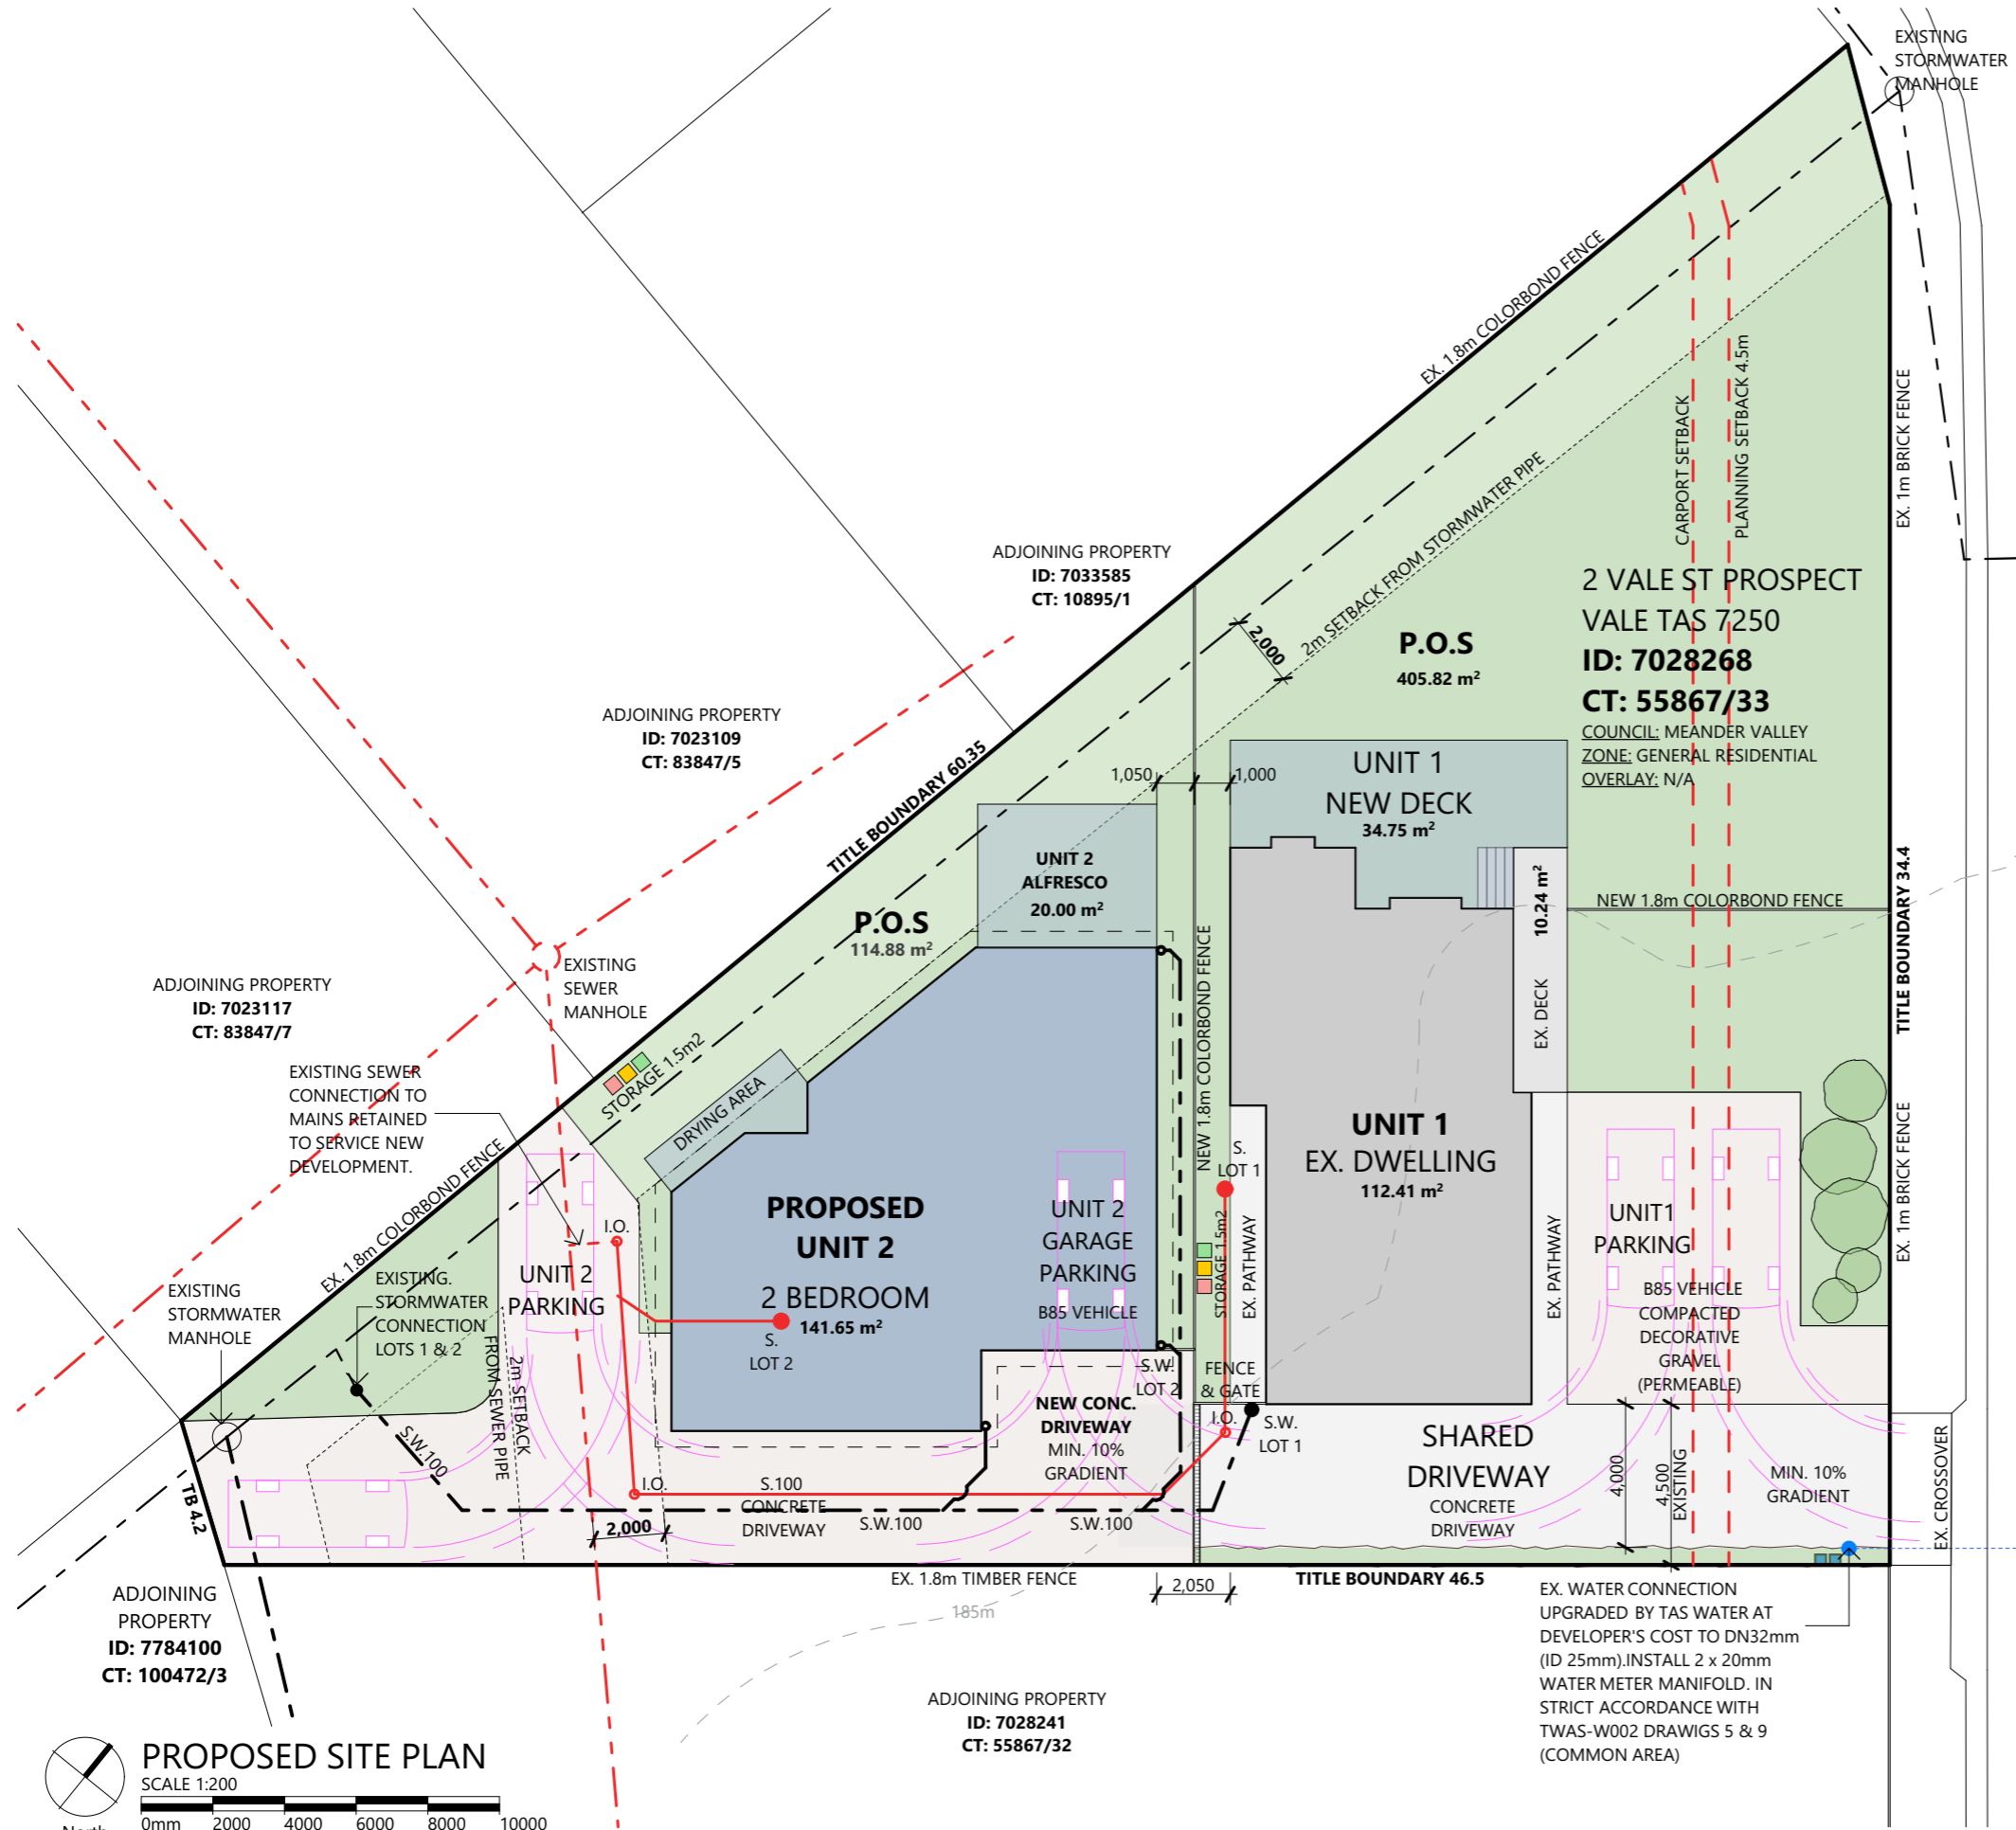 EXISTING
STORMWATER
MANHOLE
EX. 1.8m COLORBOND FENCE
CARPORT SETBACK
PLANNING SETBACK 4.5m
EX. 1m BRICK FENCE
2m SETBACK FROM STORMWATER PIPE
2,000
ADJOINING PROPERTY
ID: 7033585
CT: 10895/1
2 VALE ST PROSPECT
VALE TAS 7250
ID: 7028268
CT: 55867/33
COUNCIL: MEANDER VALLEY
ZONE: GENERAL RESIDENTIAL
OVERLAY: N/A
P.O.S
405.82 m²
ADJOINING PROPERTY
ID: 7023109
CT: 83847/5
TITLE BOUNDARY 60.35
1,050
1,000
UNIT 1
NEW DECK
34.75 m²
UNIT 2
ALFRESCO
20.00 m²
P.O.S
114.88 m²
10.24 m²
EX. DECK
NEW 1.8m COLORBOND FENCE
TITLE BOUNDARY 34.4
NEW 1.8m COLORBOND FENCE
EXISTING
SEWER
MANHOLE
ADJOINING PROPERTY
ID: 7023117
CT: 83847/7
EXISTING SEWER
CONNECTION TO
MAINS RETAINED
TO SERVICE NEW
DEVELOPMENT.
STORAGE 1.5m2
DRYING AREA
EX. 1.8m COLORBOND FENCE
S.
LOT 1
UNIT 1
EX. DWELLING
112.41 m²
EX. 1m BRICK FENCE
PROPOSED
UNIT 2
2 BEDROOM
141.65 m²
UNIT 2
GARAGE
PARKING
B85 VEHICLE
STORAGE 1.5m2
EX. PATHWAY
EX. PATHWAY
UNIT1
PARKING
B85 VEHICLE
COMPACTED
DECORATIVE
GRAVEL
(PERMEABLE)
I.O.
UNIT 2
PARKING
S.
LOT 2
EXISTING
STORMWATER
MANHOLE
EXISTING.
STORMWATER
CONNECTION
LOTS 1 & 2
2m SETBACK
FROM SEWER PIPE
S.W.
LOT 2
FENCE
& GATE
NEW CONC.
DRIVEWAY
MIN. 10%
GRADIENT
I.O.
S.W.
LOT 1
SHARED
DRIVEWAY
CONCRETE
DRIVEWAY
4,000
4,500
EXISTING
MIN. 10%
GRADIENT
EX. CROSSOVER
S.W.100
I.O.
S.100
CONCRETE
DRIVEWAY
S.W.100
S.W.100
2,000
TB 4.2
EX. 1.8m TIMBER FENCE
2,050
TITLE BOUNDARY 46.5
185m
ADJOINING
PROPERTY
ID: 7784100
CT: 100472/3
EX. WATER CONNECTION
UPGRADED BY TAS WATER AT
DEVELOPER'S COST TO DN32mm
(ID 25mm).INSTALL 2 x 20mm
WATER METER MANIFOLD. IN
STRICT ACCORDANCE WITH
TWAS-W002 DRAWIGS 5 & 9
(COMMON AREA)
ADJOINING PROPERTY
ID: 7028241
CT: 55867/32
PROPOSED SITE PLAN
SCALE 1:200
0mm 2000 4000 6000 8000 10000
North